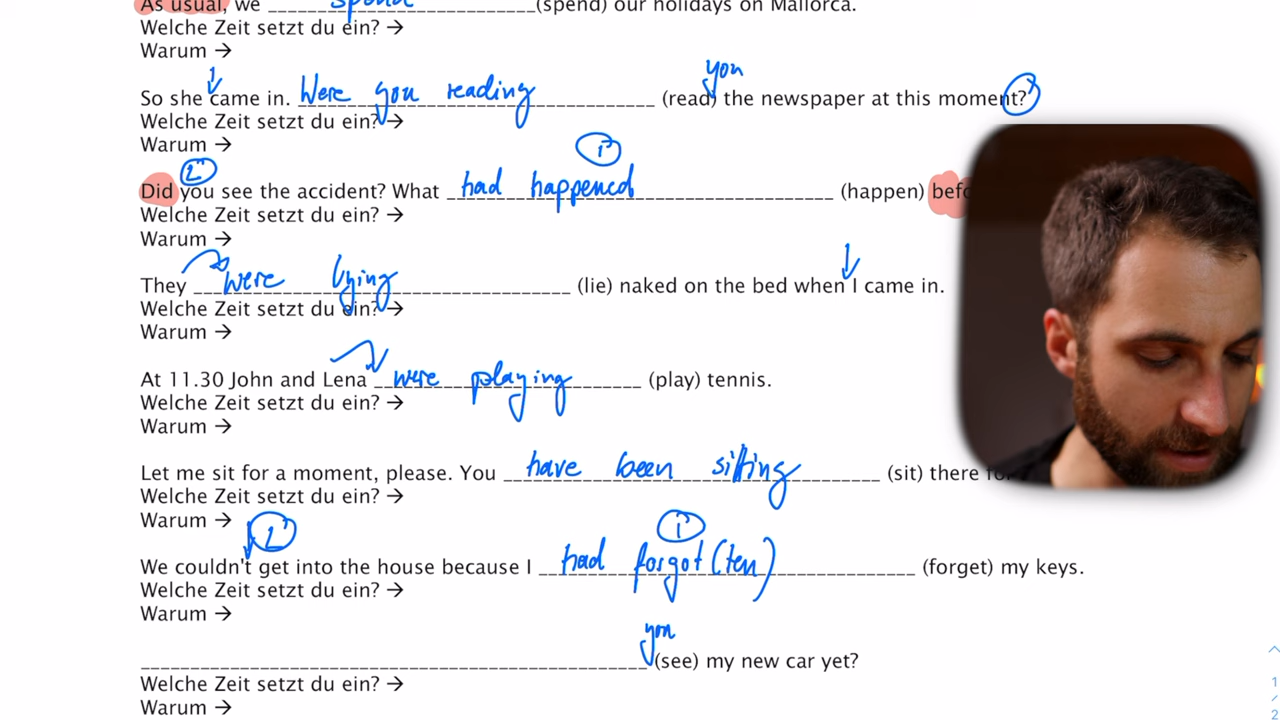 As usual, we spend (spend) our holidays on Mallorca.
Welche Zeit setzt du ein? →
Warum →
you
So she came in. Were you reading (read) the newspaper at this moment?
Welche Zeit setzt du ein? →
Warum →
2 1
Did you see the accident? What had happened (happen)
Welche Zeit setzt du ein? →
Warum →
They were lying (lie) naked on the bed when I came in.
Welche Zeit setzt du ein? →
Warum →
At 11.30 John and Lena were playing (play) tennis.
Welche Zeit setzt du ein? →
Warum →
Let me sit for a moment, please. You have been sitting (sit) there
Welche Zeit setzt du ein? →
Warum →
2 1
We couldn't get into the house because I had forgot(ten) (forget) my keys.
Welche Zeit setzt du ein? →
Warum →
you
(see) my new car yet?
Welche Zeit setzt du ein? →
Warum →
1
/
2